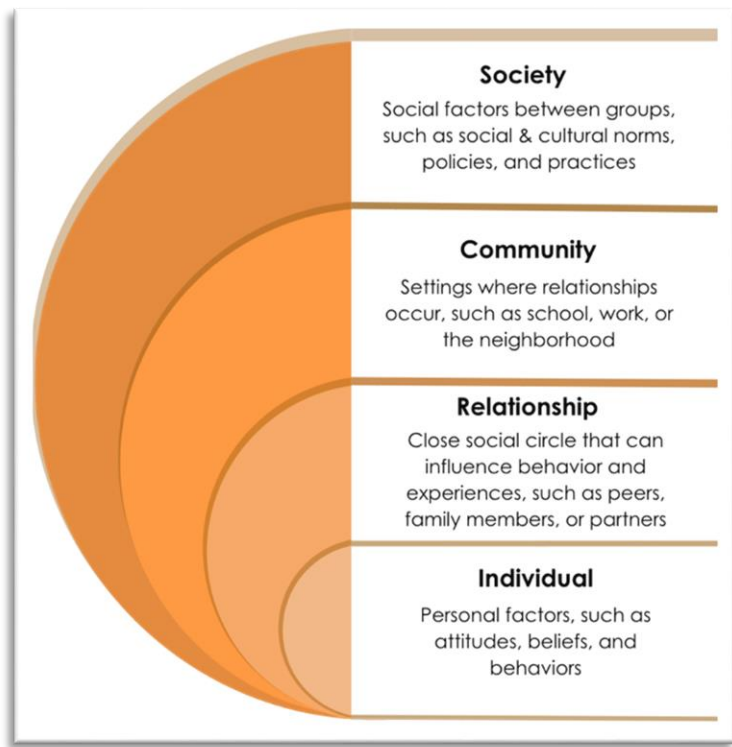 Society
Social factors between groups,
such as social & cultural norms,
policies, and practices
Community
Settings where relationships
occur, such as school, work, or
the neighborhood
Relationship
Close social circle that can
influence behavior and
experiences, such as peers,
family members, or partners
Individual
Personal factors, such as
attitudes, beliefs, and
behaviors